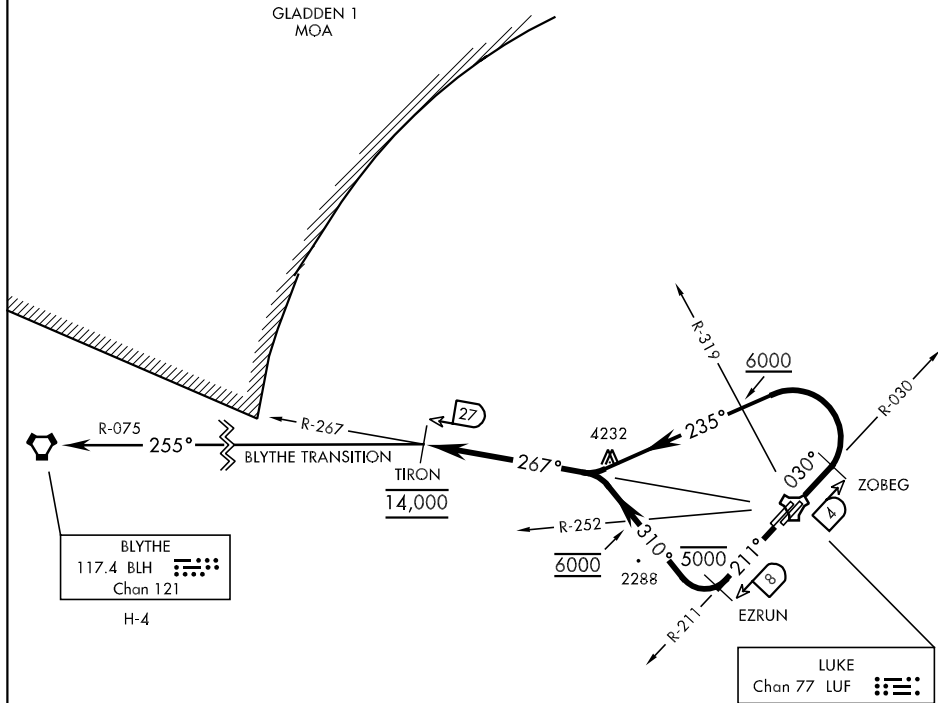 GLADDEN 1
MOA
R-319
6000
R-030
R-267
27
4232
235°
R-075
255°
BLYTHE TRANSITION
TIRON
14,000
267°
030°
ZOBEG
4
R-252
310°
6000
2288
5000
211°
8
EZRUN
R-211
BLYTHE
117.4 BLH
Chan 121
H-4
LUKE
Chan 77 LUF